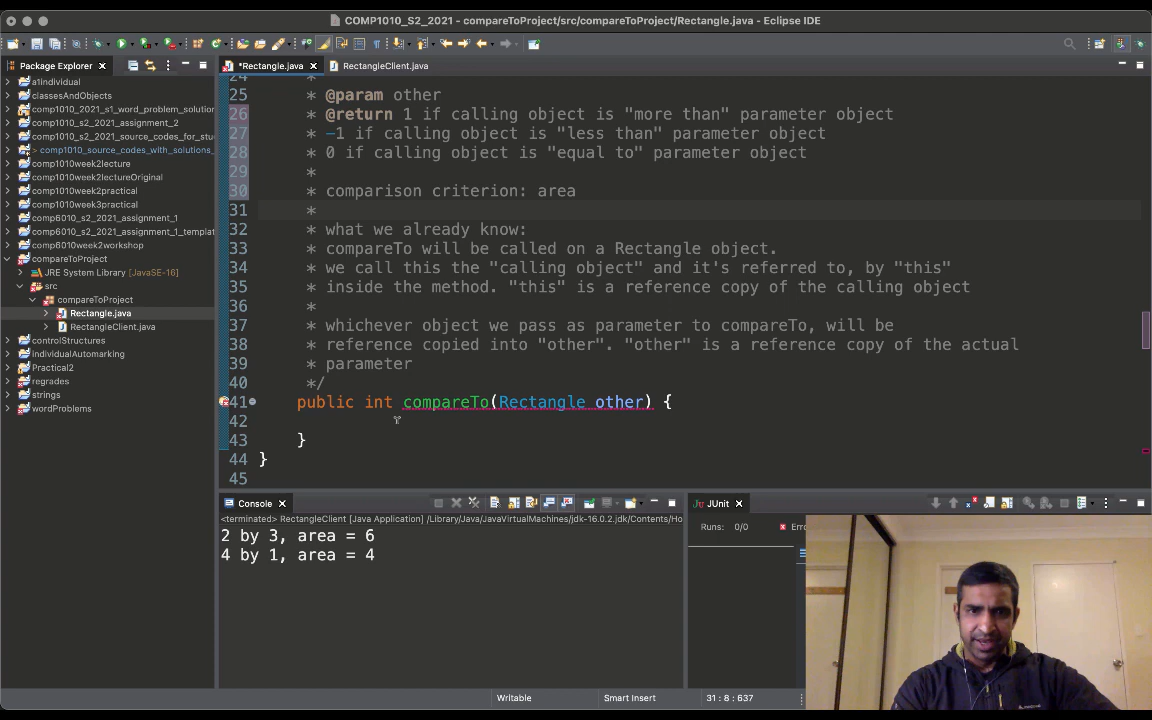 COMP1010_S2_2021 - compareToProject/src/compareToProject/Rectangle.java - Eclipse IDE
Package Explorer
*Rectangle.java
RectangleClient.java
a1individual
classesAndObjects
comp1010_2021_s1_word_problem_solution
comp1010_s2_2021_assignment_2
comp1010_s2_2021_source_codes_for_stu
> comp1010_source_codes_with_solutions_
comp1010week2lecture
comp1010week2lectureOriginal
comp1010week2practical
comp1010week3practical
comp6010_s2_2021_assignment_1
comp6010_s2_2021_assignment_1_templat
comp6010week2workshop
compareToProject
JRE System Library [JavaSE-16]
src
compareToProject
Rectangle.java
RectangleClient.java
controlStructures
IndividualAutomarking
Practical2
regrades
strings
wordProblems
24 *
25 * @param other
26 * @return 1 if calling object is "more than" parameter object
27 * -1 if calling object is "less than" parameter object
28 * 0 if calling object is "equal to" parameter object
29 *
30 * comparison criterion: area
31 *
32 * what we already know:
33 * compareTo will be called on a Rectangle object.
34 * we call this the "calling object" and it's referred to, by "this"
35 * inside the method. "this" is a reference copy of the calling object
36 *
37 * whichever object we pass as parameter to compareTo, will be
38 * reference copied into "other". "other" is a reference copy of the actual
39 * parameter
40 */
41 public int compareTo(Rectangle other) {
42
43 }
44 }
45
Console
<terminated> RectangleClient [Java Application] /Library/Java/JavaVirtualMachines/jdk-16.0.2.jdk/Contents/Ho
2 by 3, area = 6
4 by 1, area = 4
JUnit
Runs: 0/0
Erro
Writable
Smart Insert
31 : 8 : 637